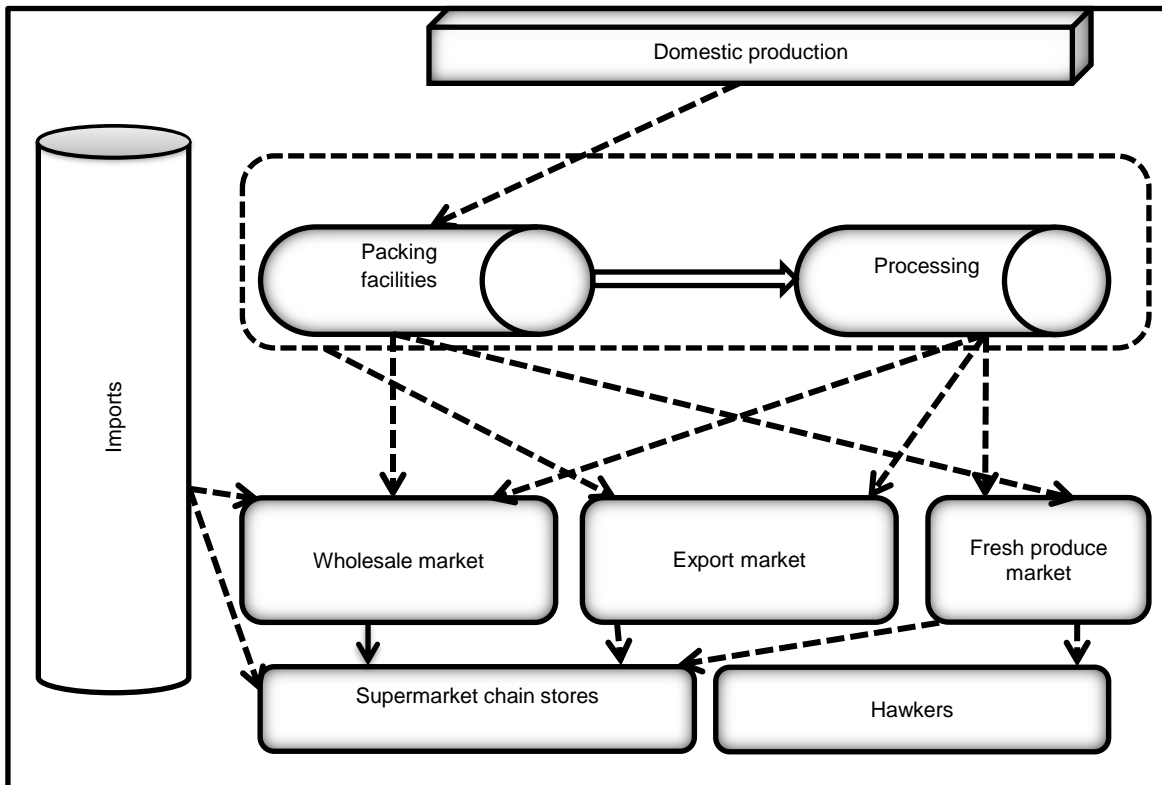 Domestic production
Packing
facilities
Processing
Imports
Wholesale market
Export market
Fresh produce
market
Supermarket chain stores
Hawkers